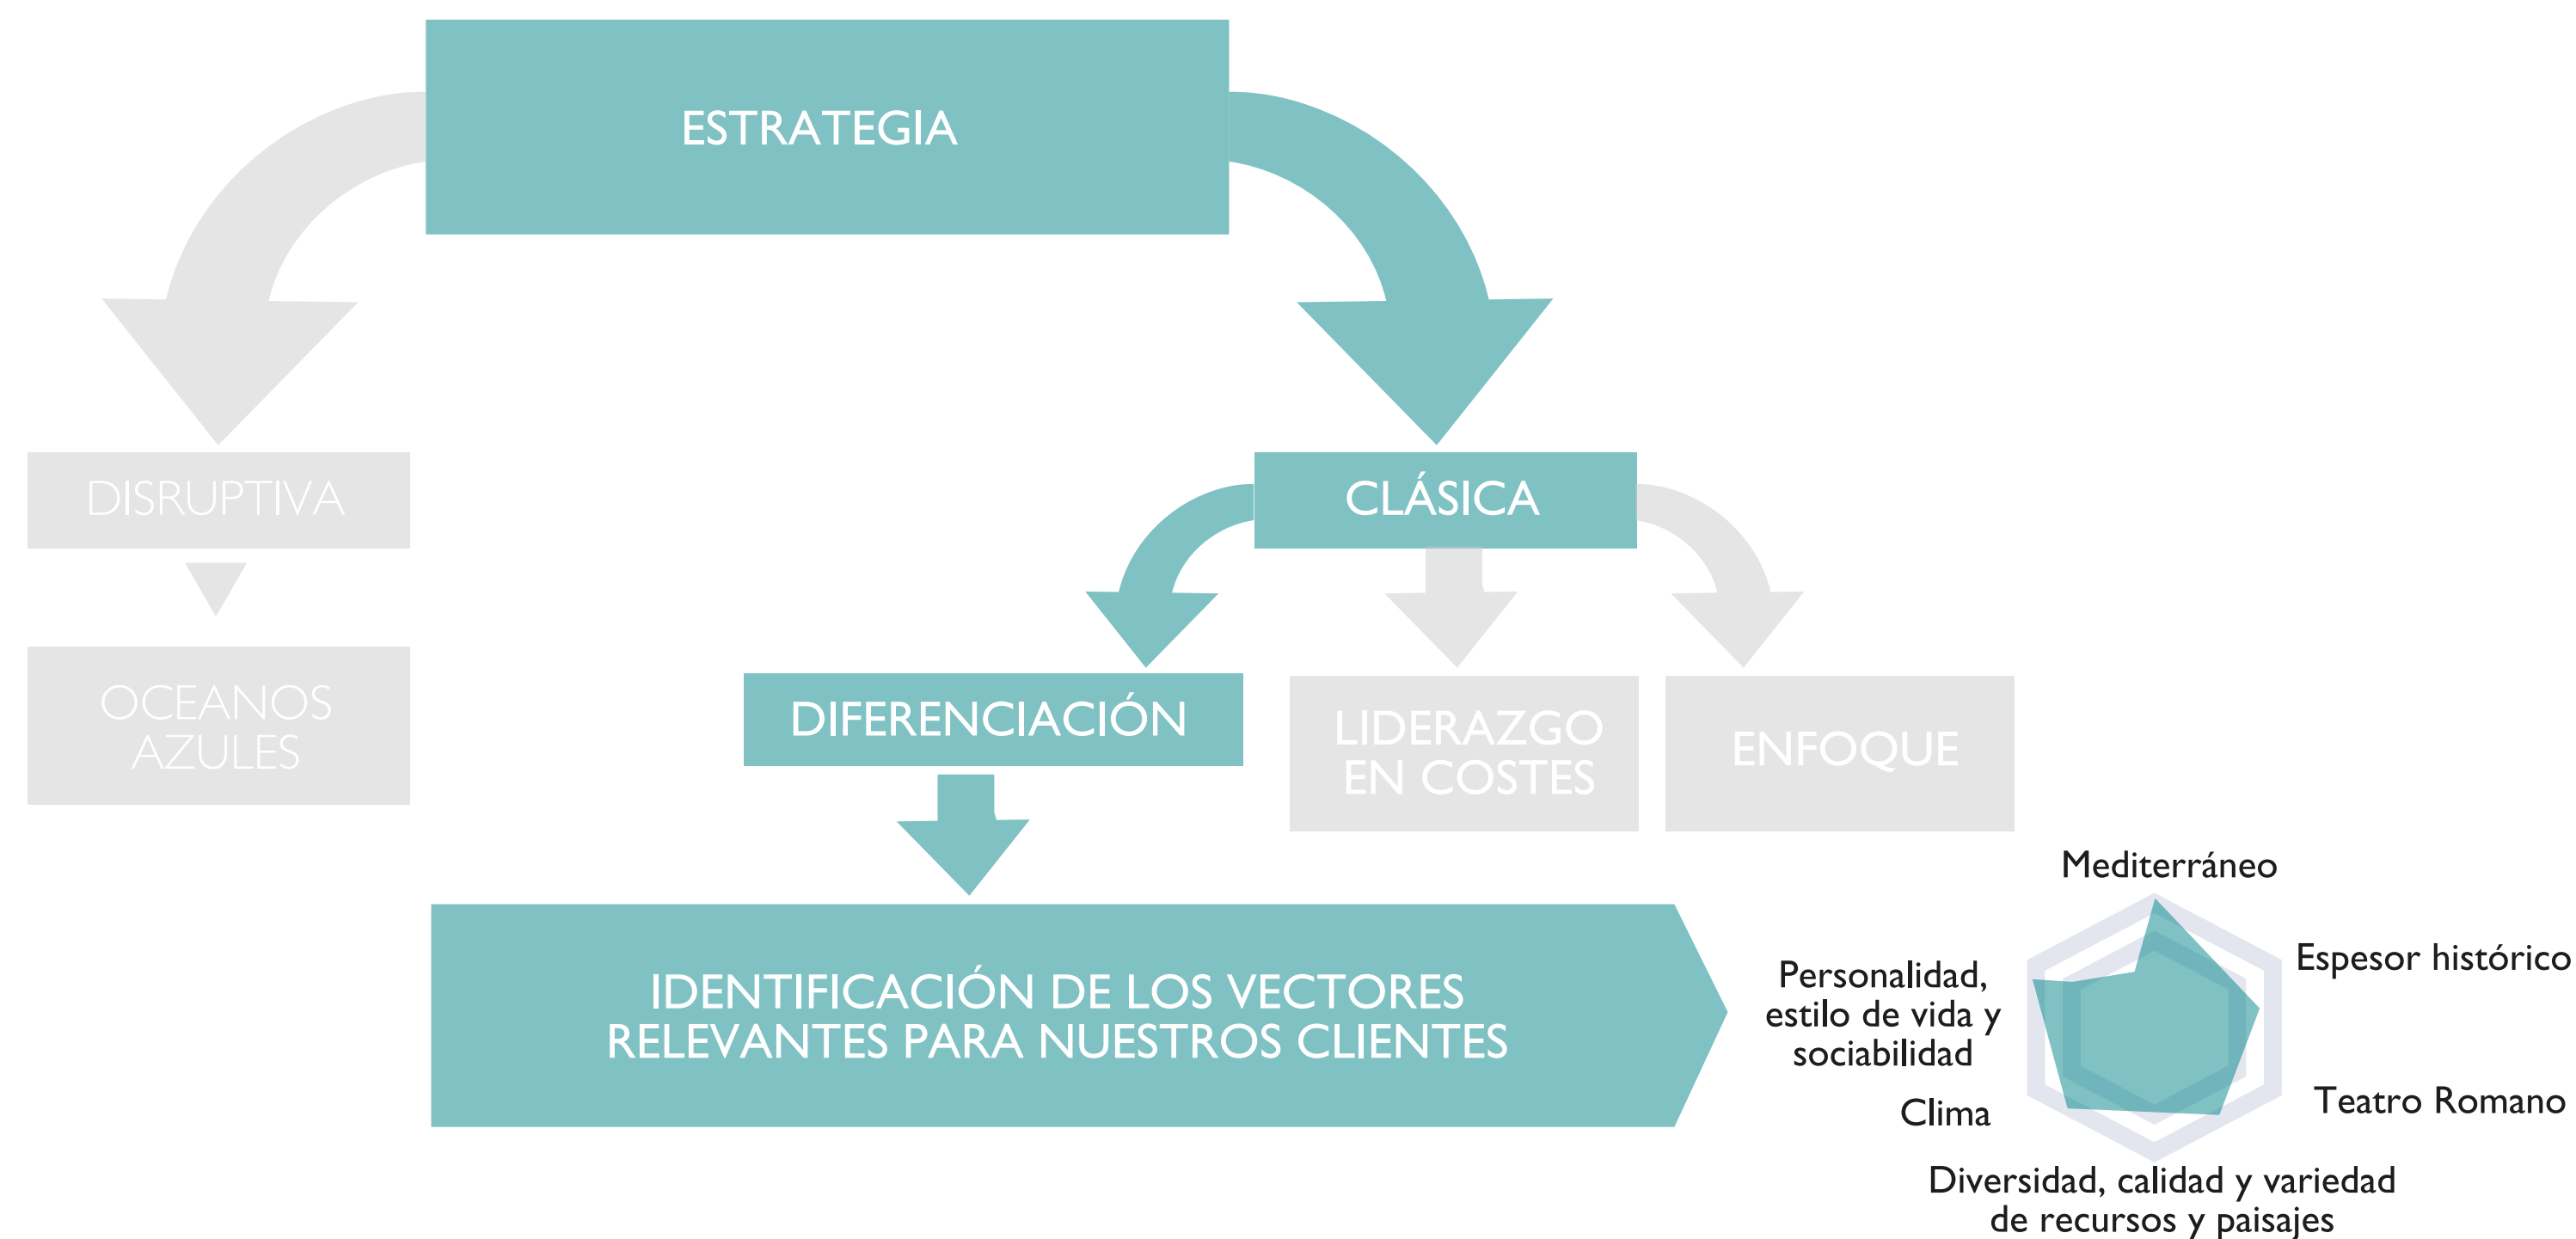 ESTRATEGIA
DISRUPTIVA
CLÁSICA
OCEANOS
AZULES
DIFERENCIACIÓN
LIDERAZGO
EN COSTES
ENFOQUE
IDENTIFICACIÓN DE LOS VECTORES
RELEVANTES PARA NUESTROS CLIENTES
Mediterráneo
Espesor histórico
Teatro Romano
Diversidad, calidad y variedad
de recursos y paisajes
Clima
Personalidad,
estilo de vida y
sociabilidad